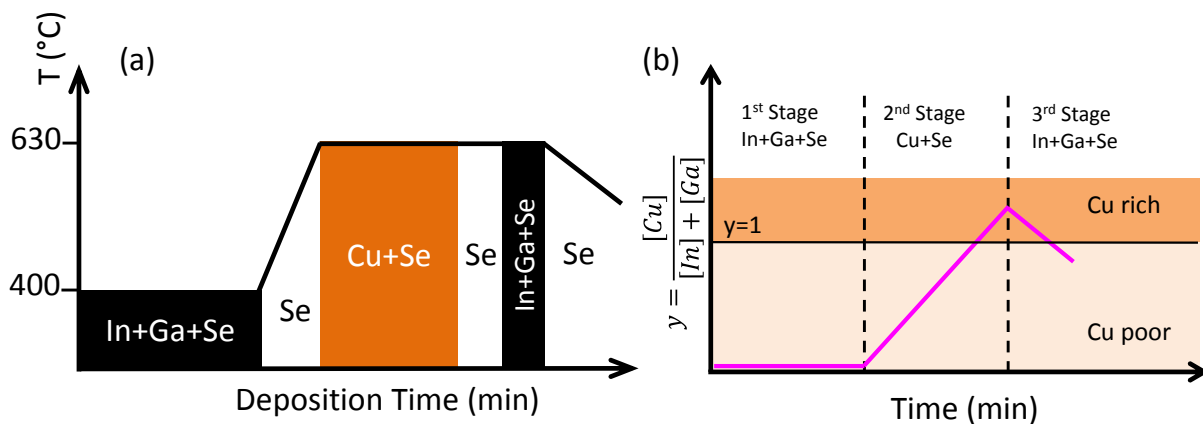 (a)
T (°C)
630
400
In+Ga+Se
Se
Cu+Se
Se
In+Ga+Se
Se
Deposition Time (min)
(b)
1st Stage
In+Ga+Se
2nd Stage
Cu+Se
3rd Stage
In+Ga+Se
y = [Cu] / [In] + [Ga]
y=1
Cu rich
Cu poor
Time (min)